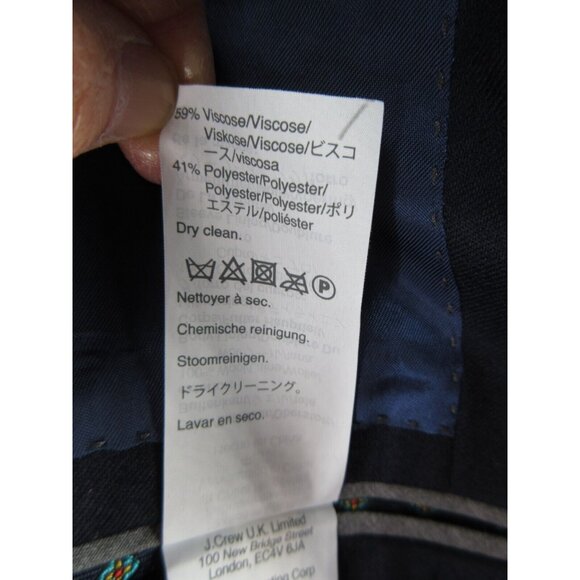 59% Viscose/Viscose/
Viskose/Viscose/ビスコ
ース/viscosa
41% Polyester/Polyester/
Polyester/Polyester/ポリ
エステル/poliéster
Dry clean.
P
Nettoyer à sec.
Chemische reinigung.
Stoomreinigen.
ドライクリーニング。
Lavar en seco.
J.Crew U.K. Limited
100 New Bridge Street
London, EC4V 6JA
Corp